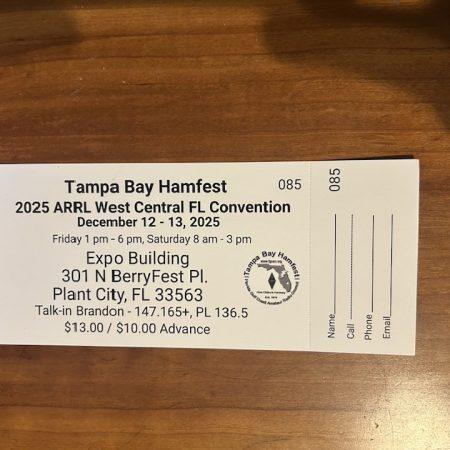 Tampa Bay Hamfest
085
2025 ARRL West Central FL Convention
December 12 - 13, 2025
Friday 1 pm - 6 pm, Saturday 8 am - 3 pm
Expo Building
301 N BerryFest Pl.
Plant City, FL 33563
Talk-in Brandon - 147.165+, PL 136.5
$13.00 / $10.00 Advance
Tampa Bay Hamfest
085
Name
Call
Phone
Email